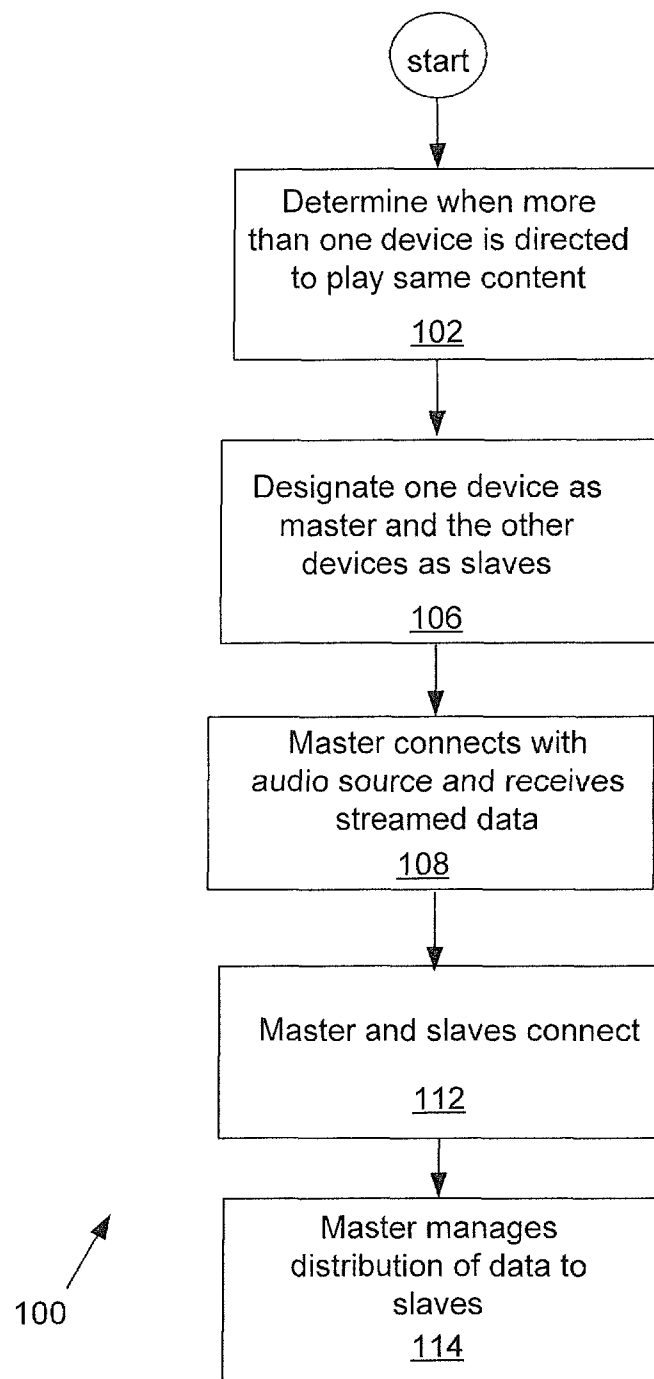 start
Determine when more
than one device is directed
to play same content
102
Designate one device as
master and the other
devices as slaves
106
Master connects with
audio source and receives
streamed data
108
Master and slaves connect
112
Master manages
distribution of data to
slaves
114
100